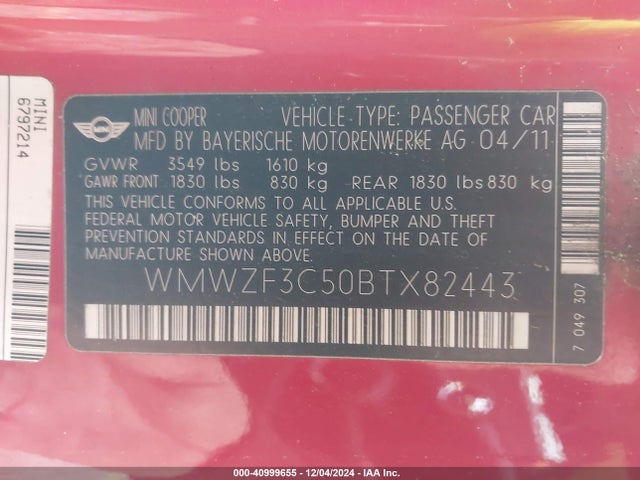 MINI
6797214
MINI
MINI COOPER VEHICLE TYPE: PASSENGER CAR
MFD BY BAYERISCHE MOTORENWERKE AG 04/11
GVWR 3549 lbs 1610 kg
GAWR FRONT 1830 lbs 830 kg REAR 1830 lbs 830 kg
THIS VEHICLE CONFORMS TO ALL APPLICABLE U.S.
FEDERAL MOTOR VEHICLE SAFETY, BUMPER AND THEFT
PREVENTION STANDARDS IN EFFECT ON THE DATE OF
MANUFACTURE SHOWN ABOVE.
WMWZF3C50BTX82443
7 049 307
000-40999655 - 12/04/2024 - IAA Inc.